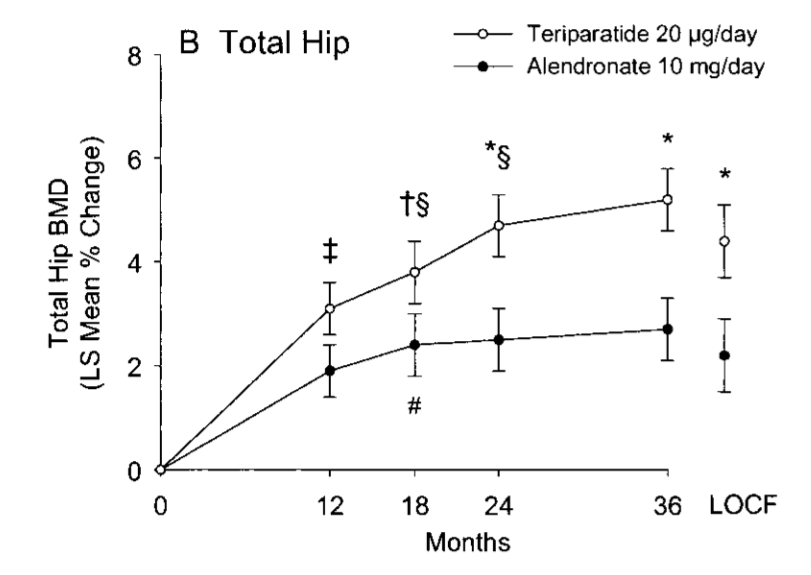 B Total Hip
Teriparatide 20 µg/day
Alendronate 10 mg/day
Total Hip BMD
(LS Mean % Change)
8
6
4
2
0
‡
†§
*§
*
*
#
0 12 18 24 36 LOCF
Months